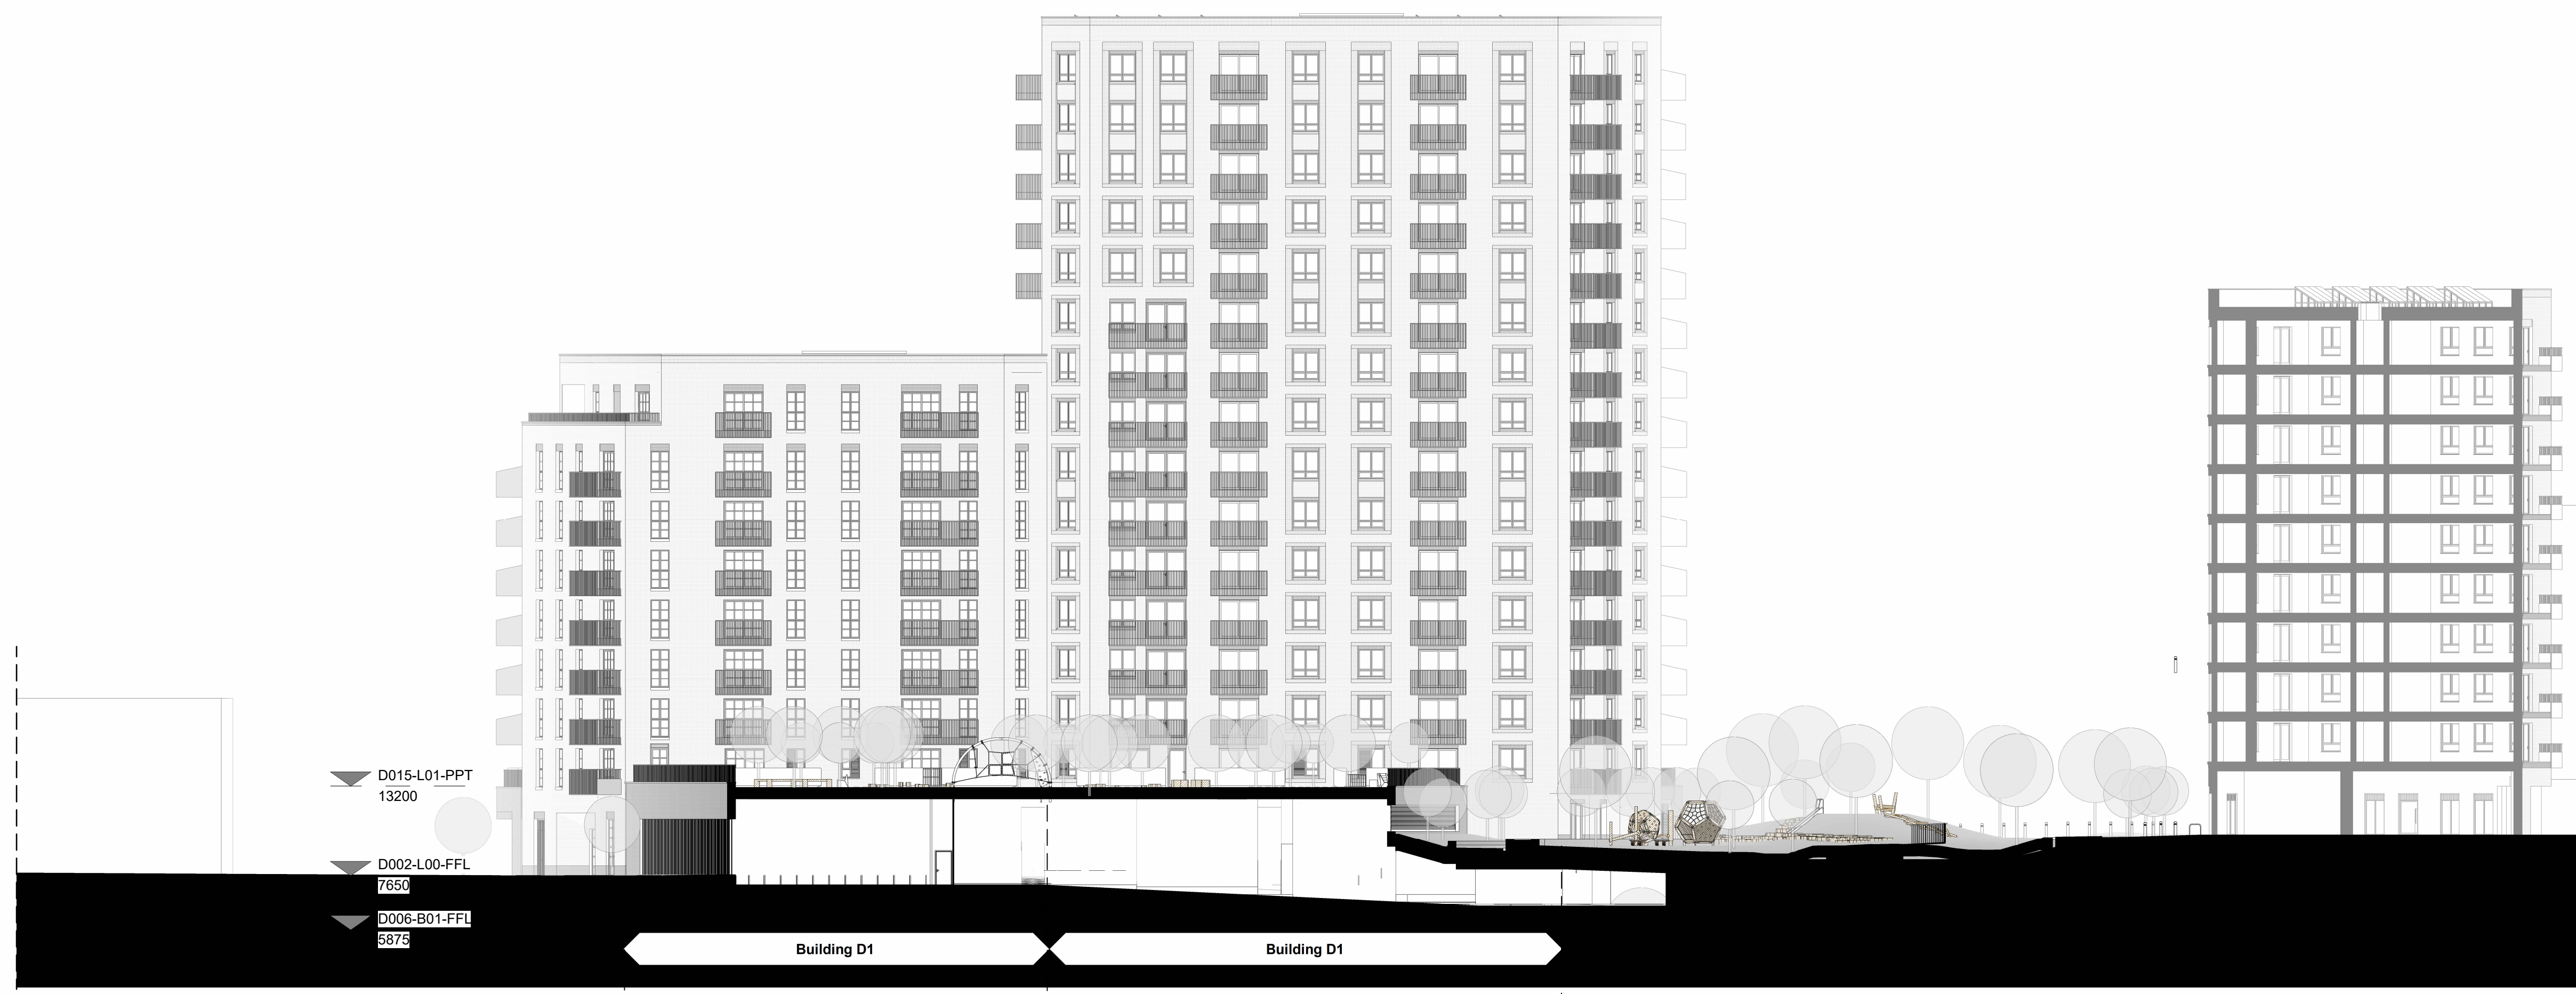 D015-L01-PPT
13200
D002-L00-FFL
7650
D006-B01-FFL
5875
Building D1
Building D1